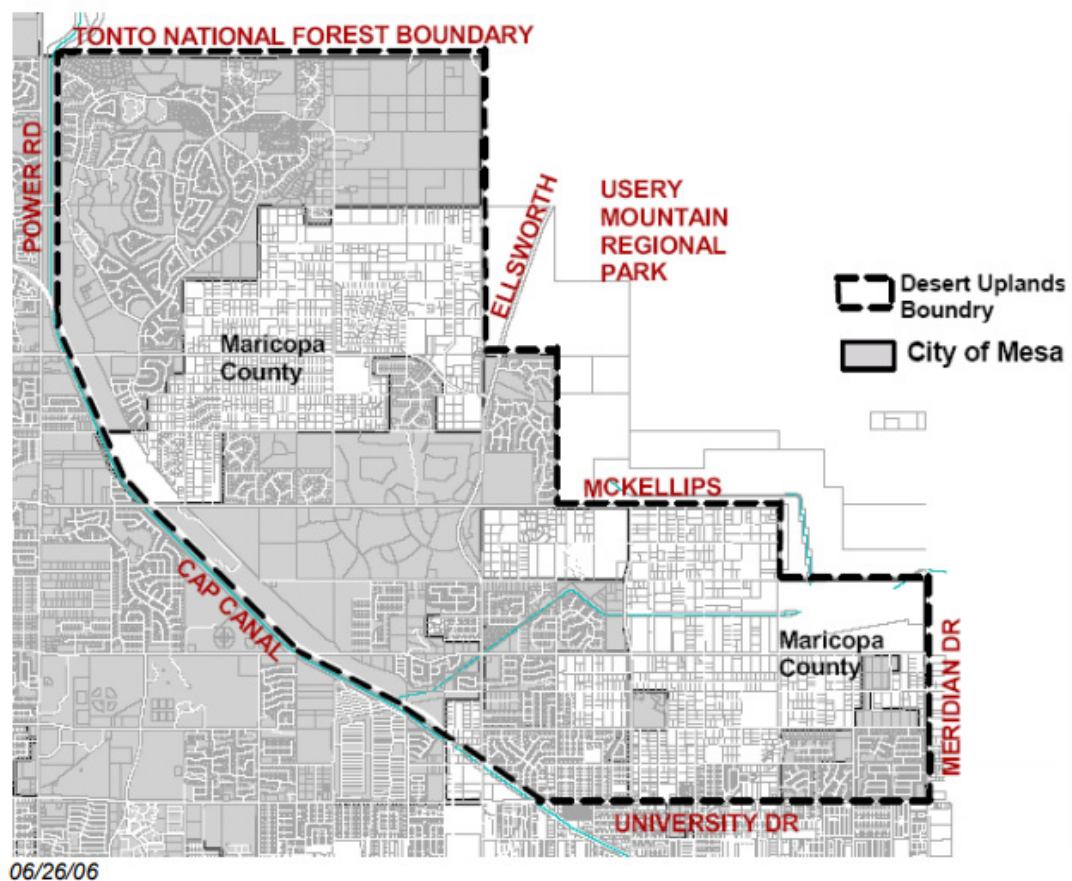 TONTO NATIONAL FOREST BOUNDARY
POWER RD
ELLSWORTH
USERY
MOUNTAIN
REGIONAL
PARK
Desert Uplands
Boundry
City of Mesa
Maricopa
County
MCKELLIPS
CAP CANAL
Maricopa
County
MERIDIAN DR
UNIVERSITY DR
06/26/06